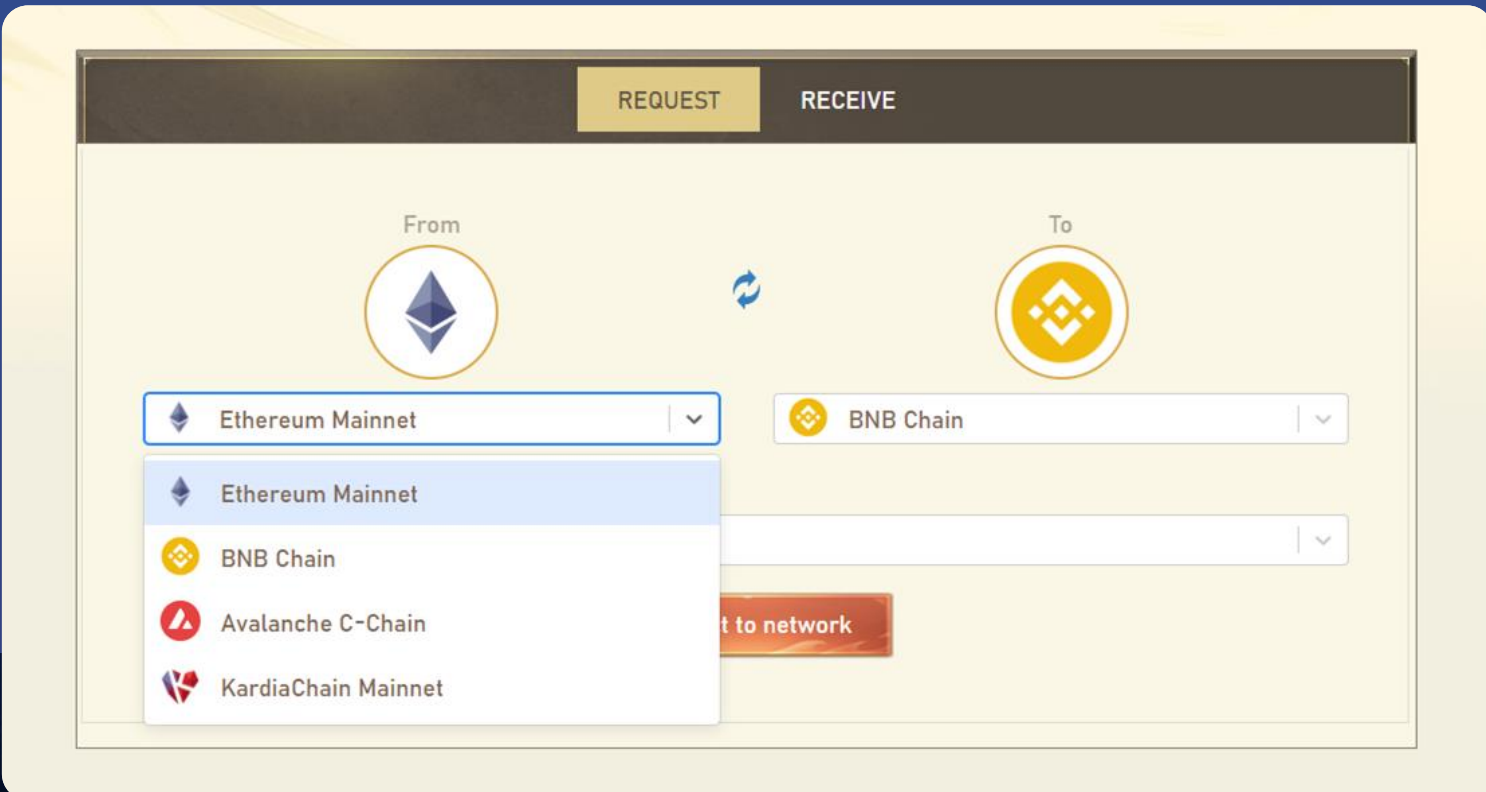 REQUEST RECEIVE
From To
Ethereum Mainnet BNB Chain
Ethereum Mainnet
BNB Chain
t to network
Avalanche C-Chain
KardiaChain Mainnet